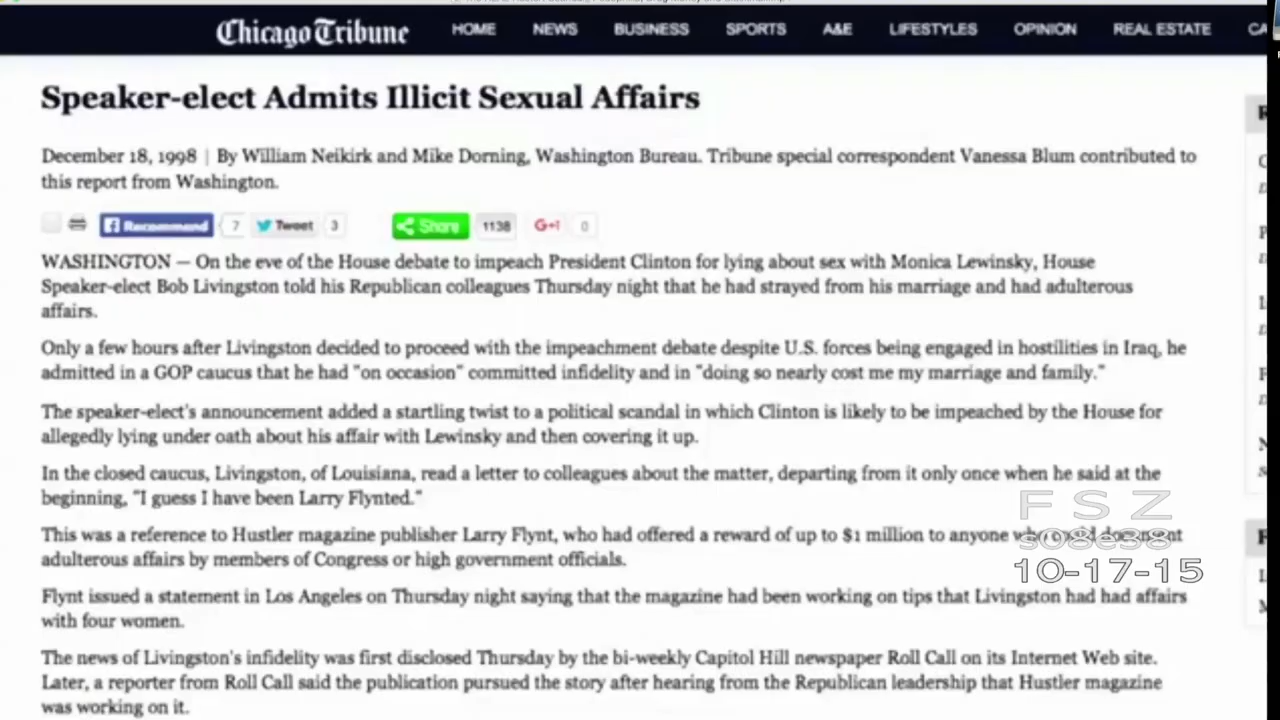 Chicago Tribune HOME NEWS BUSINESS SPORTS A&E LIFESTYLES OPINION REAL ESTATE CA
Speaker-elect Admits Illicit Sexual Affairs
December 18, 1998 | By William Neikirk and Mike Dorning, Washington Bureau. Tribune special correspondent Vanessa Blum contributed to
this report from Washington.
Recommend 7 Tweet 3 Share 1138 G+1 0
WASHINGTON — On the eve of the House debate to impeach President Clinton for lying about sex with Monica Lewinsky, House
Speaker-elect Bob Livingston told his Republican colleagues Thursday night that he had strayed from his marriage and had adulterous
affairs.
Only a few hours after Livingston decided to proceed with the impeachment debate despite U.S. forces being engaged in hostilities in Iraq, he
admitted in a GOP caucus that he had "on occasion" committed infidelity and in "doing so nearly cost me my marriage and family."
The speaker-elect's announcement added a startling twist to a political scandal in which Clinton is likely to be impeached by the House for
allegedly lying under oath about his affair with Lewinsky and then covering it up.
In the closed caucus, Livingston, of Louisiana, read a letter to colleagues about the matter, departing from it only once when he said at the
beginning, "I guess I have been Larry Flynted."
This was a reference to Hustler magazine publisher Larry Flynt, who had offered a reward of up to $1 million to anyone who could document
adulterous affairs by members of Congress or high government officials.
Flynt issued a statement in Los Angeles on Thursday night saying that the magazine had been working on tips that Livingston had had affairs
with four women.
The news of Livingston's infidelity was first disclosed Thursday by the bi-weekly Capitol Hill newspaper Roll Call on its Internet Web site.
Later, a reporter from Roll Call said the publication pursued the story after hearing from the Republican leadership that Hustler magazine
was working on it.
F S Z
s08e38
10-17-15